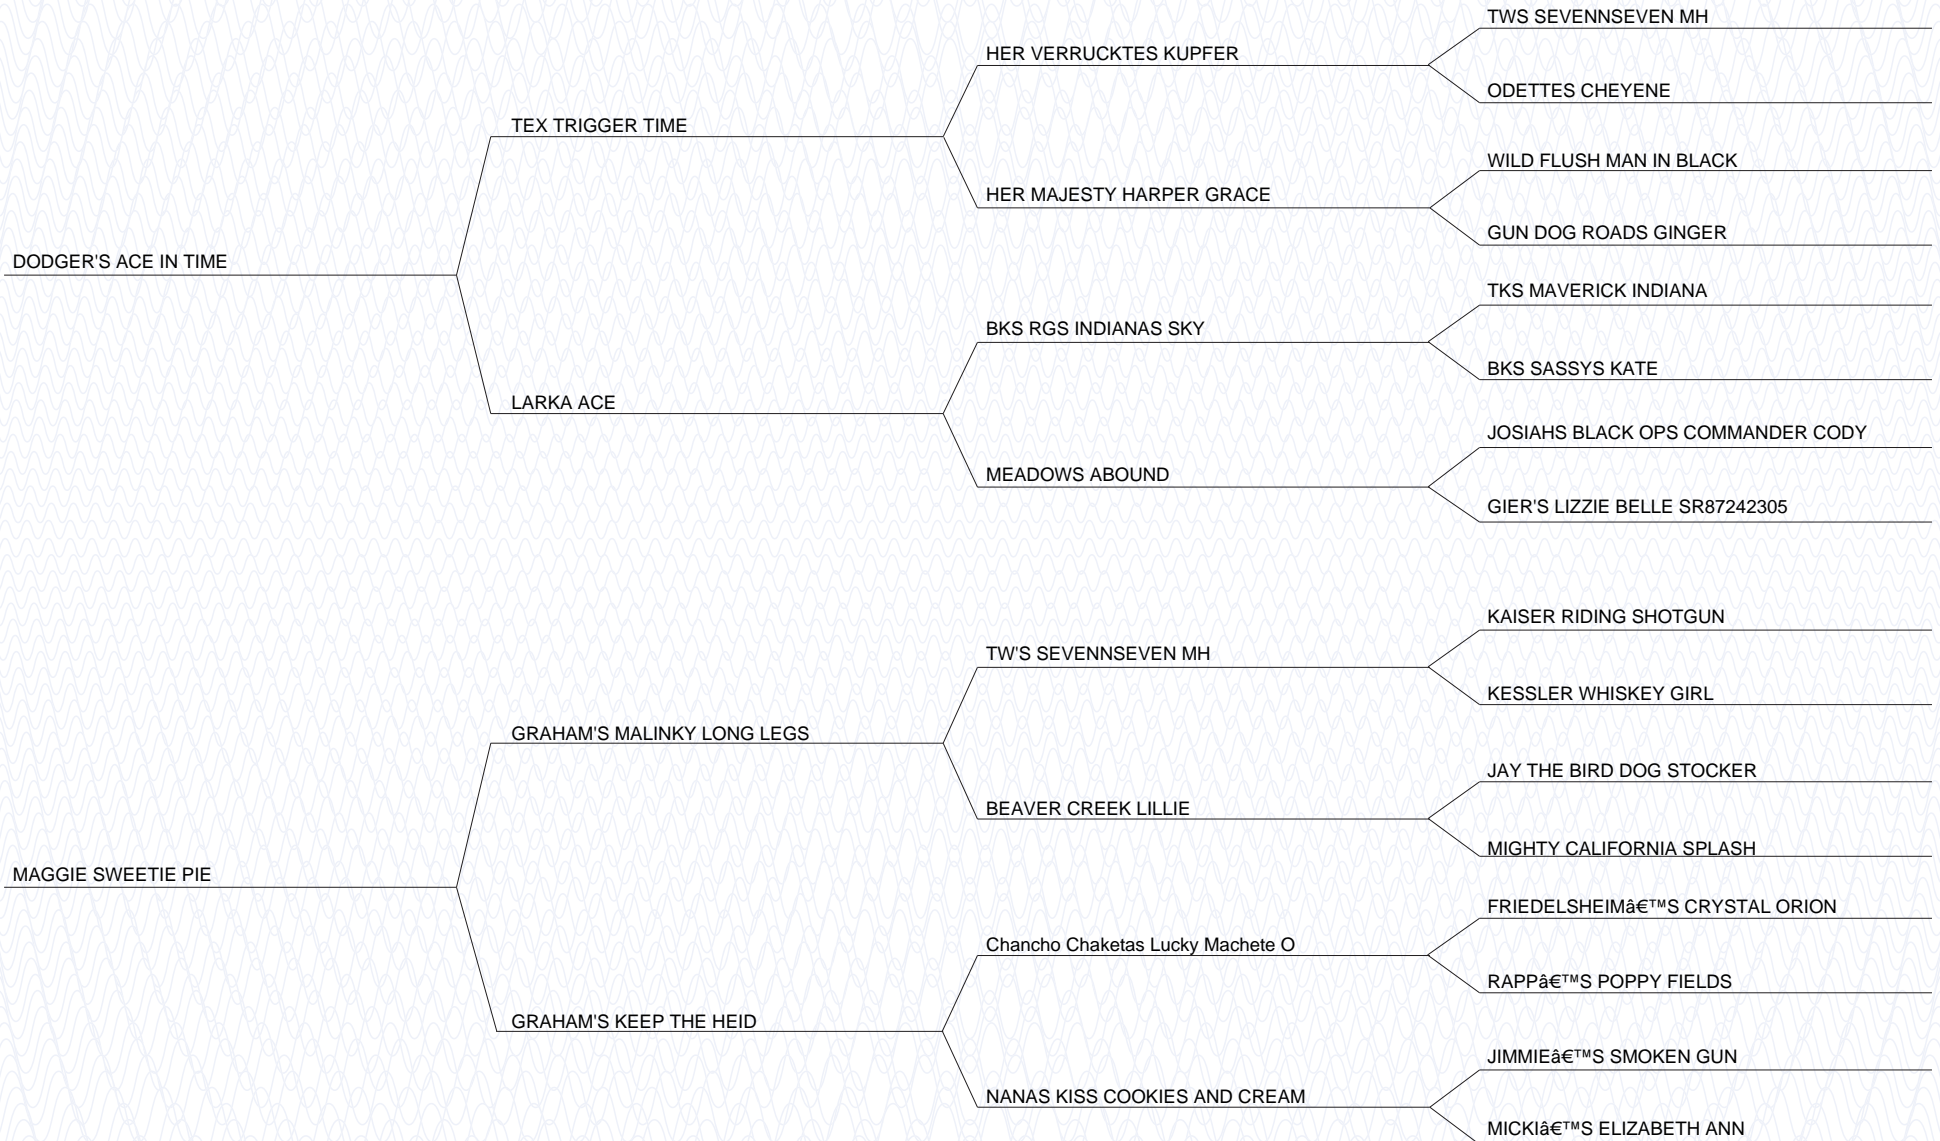 TWS SEVENNSEVEN MH
HER VERRUCKTES KUPFER
ODETTES CHEYENE
TEX TRIGGER TIME
WILD FLUSH MAN IN BLACK
HER MAJESTY HARPER GRACE
GUN DOG ROADS GINGER
DODGER'S ACE IN TIME
TKS MAVERICK INDIANA
BKS RGS INDIANAS SKY
BKS SASSYS KATE
LARKA ACE
JOSIAHS BLACK OPS COMMANDER CODY
MEADOWS ABOUND
GIER'S LIZZIE BELLE SR87242305
KAISER RIDING SHOTGUN
TW'S SEVENNSEVEN MH
KESSLER WHISKEY GIRL
GRAHAM'S MALINKY LONG LEGS
JAY THE BIRD DOG STOCKER
BEAVER CREEK LILLIE
MIGHTY CALIFORNIA SPLASH
MAGGIE SWEETIE PIE
FRIEDELSHEIMâ€™S CRYSTAL ORION
Chancho Chaketas Lucky Machete O
RAPPâ€™S POPPY FIELDS
GRAHAM'S KEEP THE HEID
JIMMIEâ€™S SMOKEN GUN
NANAS KISS COOKIES AND CREAM
MICKIâ€™S ELIZABETH ANN